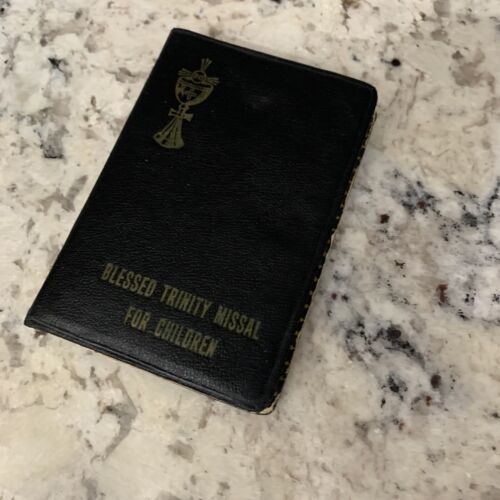 BLESSED TRINITY MISSAL
FOR CHILDREN